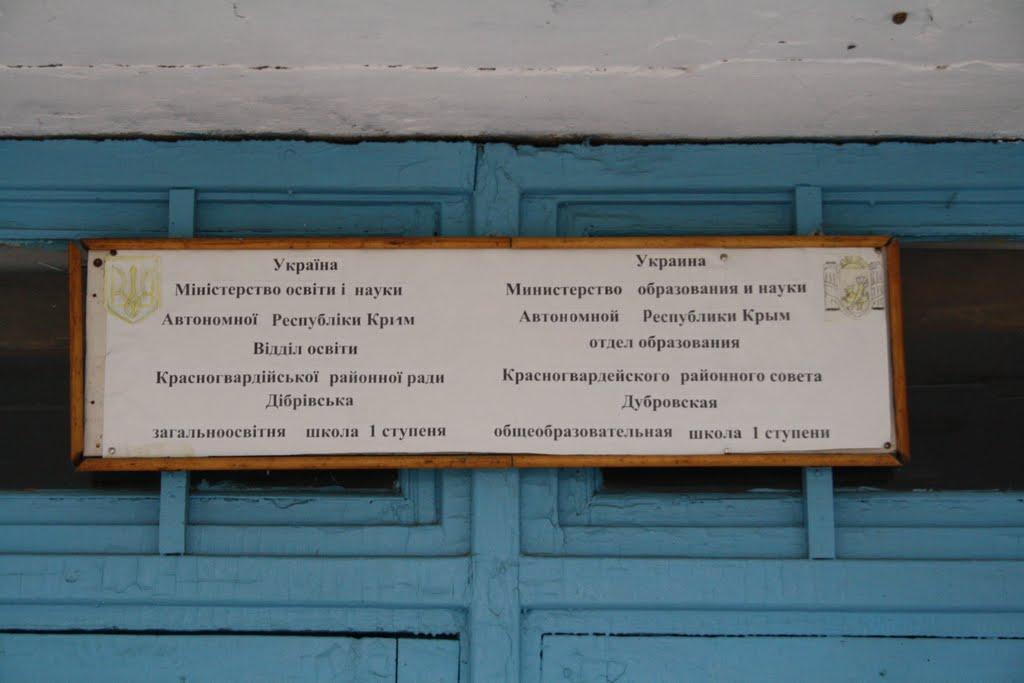 Україна
Міністерство освіти і науки
Автономної Республіки Крим
Відділ освіти
Красногвардійської районної ради
Дібрівська
загальноосвітня школа 1 ступеня
Украина
Министерство образования и науки
Автономной Республики Крым
отдел образования
Красногвардейского районного совета
Дубровская
общеобразовательная школа 1 ступени